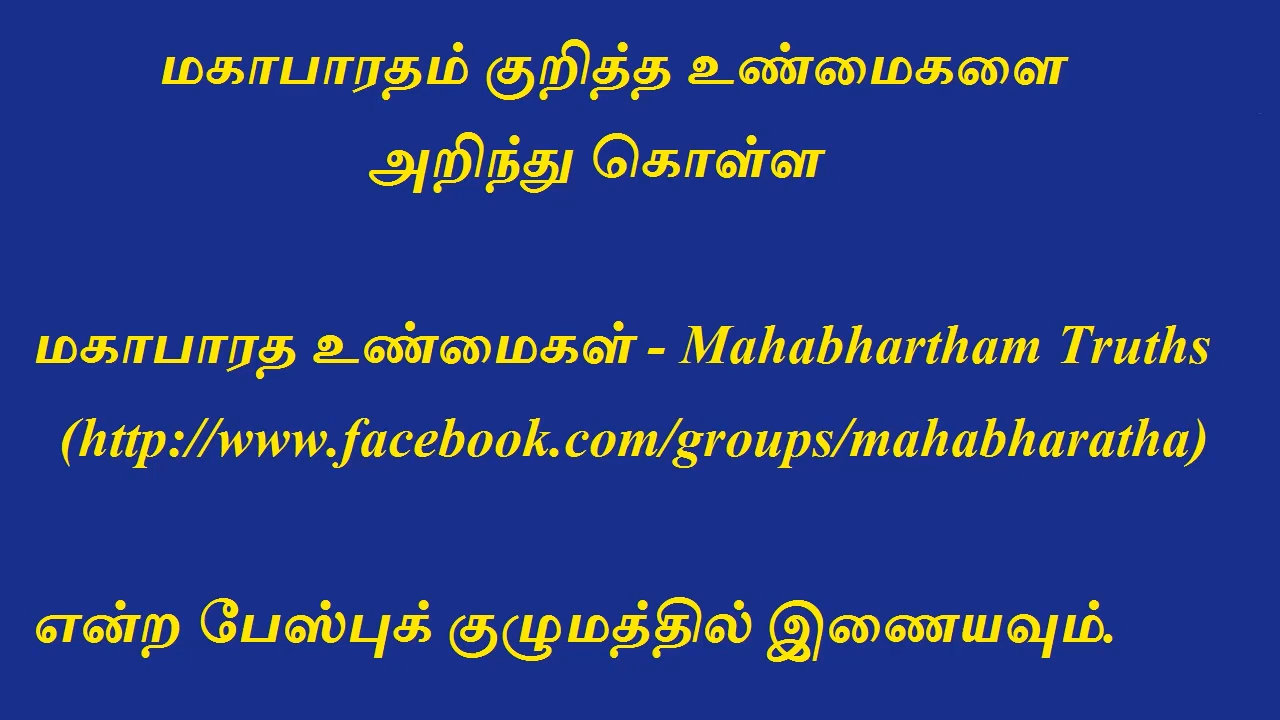 மகாபாரதம் குறித்த உண்மைகளை
அறிந்து கொள்ள
மகாபாரத உண்மைகள் - Mahabhartham Truths
(http://www.facebook.com/groups/mahabharatha)
என்ற பேஸ்புக் குழுமத்தில் இணையவும்.